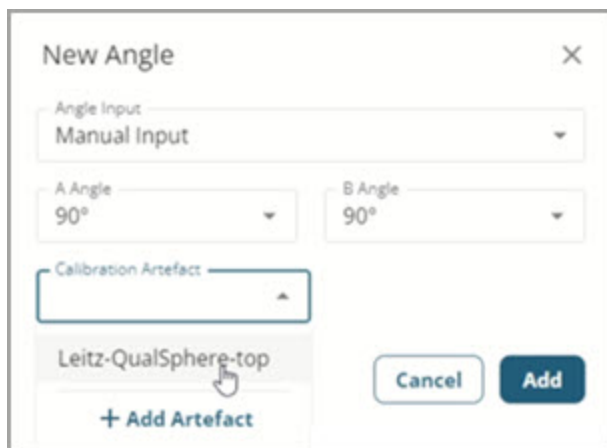 New Angle
Angle Input
Manual Input
A Angle
90°
B Angle
90°
Calibration Artefact
Leitz-QualSphere-top
+ Add Artefact
Cancel
Add